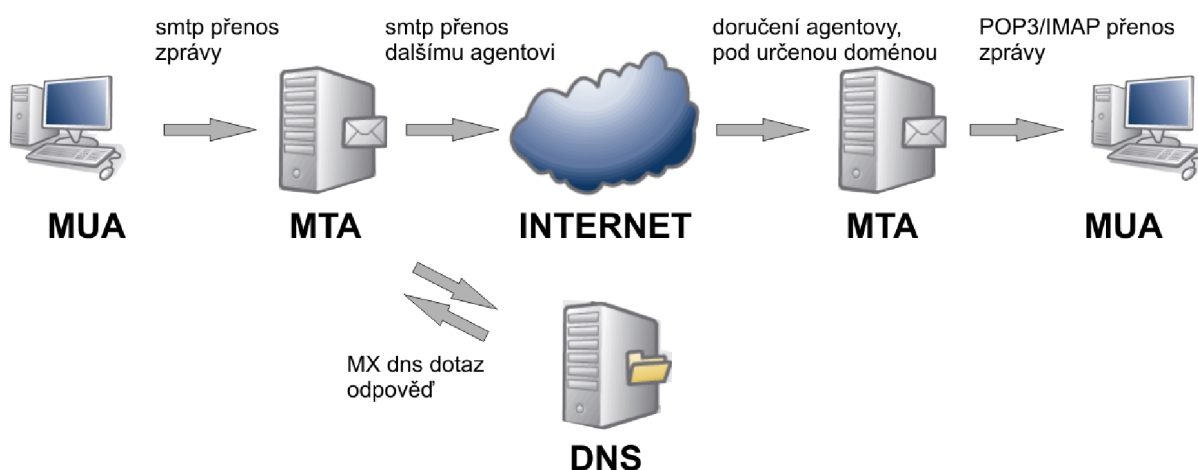 smtp přenos
zprávy
smtp přenos
dalšímu agentovi
doručení agentovy,
pod určenou doménou
POP3/IMAP přenos
zprávy
MUA
MTA
INTERNET
MTA
MUA
MX dns dotaz
odpověď
DNS